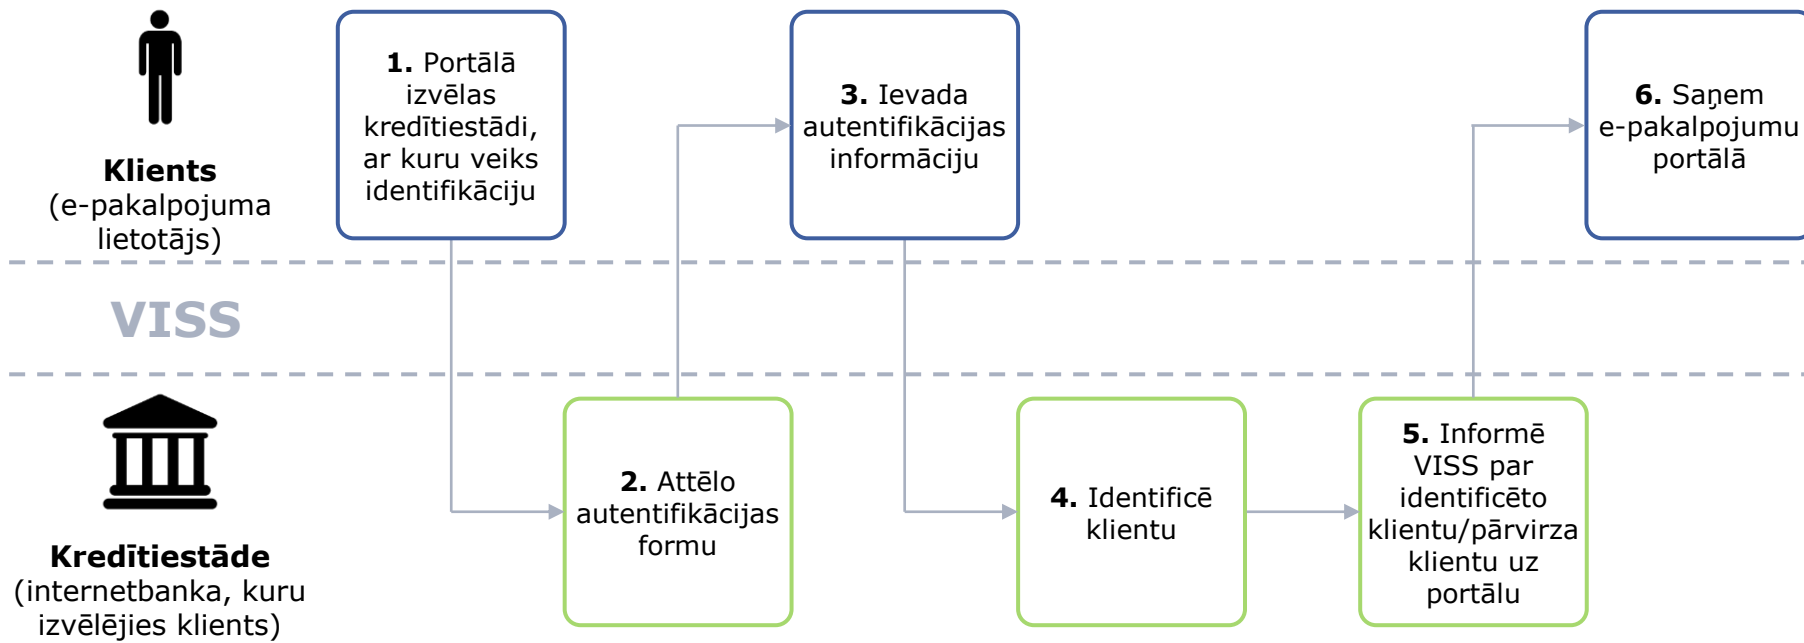 Klients
(e-pakalpojuma
lietotājs)
1. Portālā
izvēlas
kredītiestādi,
ar kuru veiks
identifikāciju
3. Ievada
autentifikācijas
informāciju
6. Saņem
e-pakalpojumu
portālā
VISS
Kredītiestāde
(internetbanka, kuru
izvēlējies klients)
2. Attēlo
autentifikācijas
formu
4. Identificē
klientu
5. Informē
VISS par
identificēto
klientu/pārvirza
klientu uz
portālu